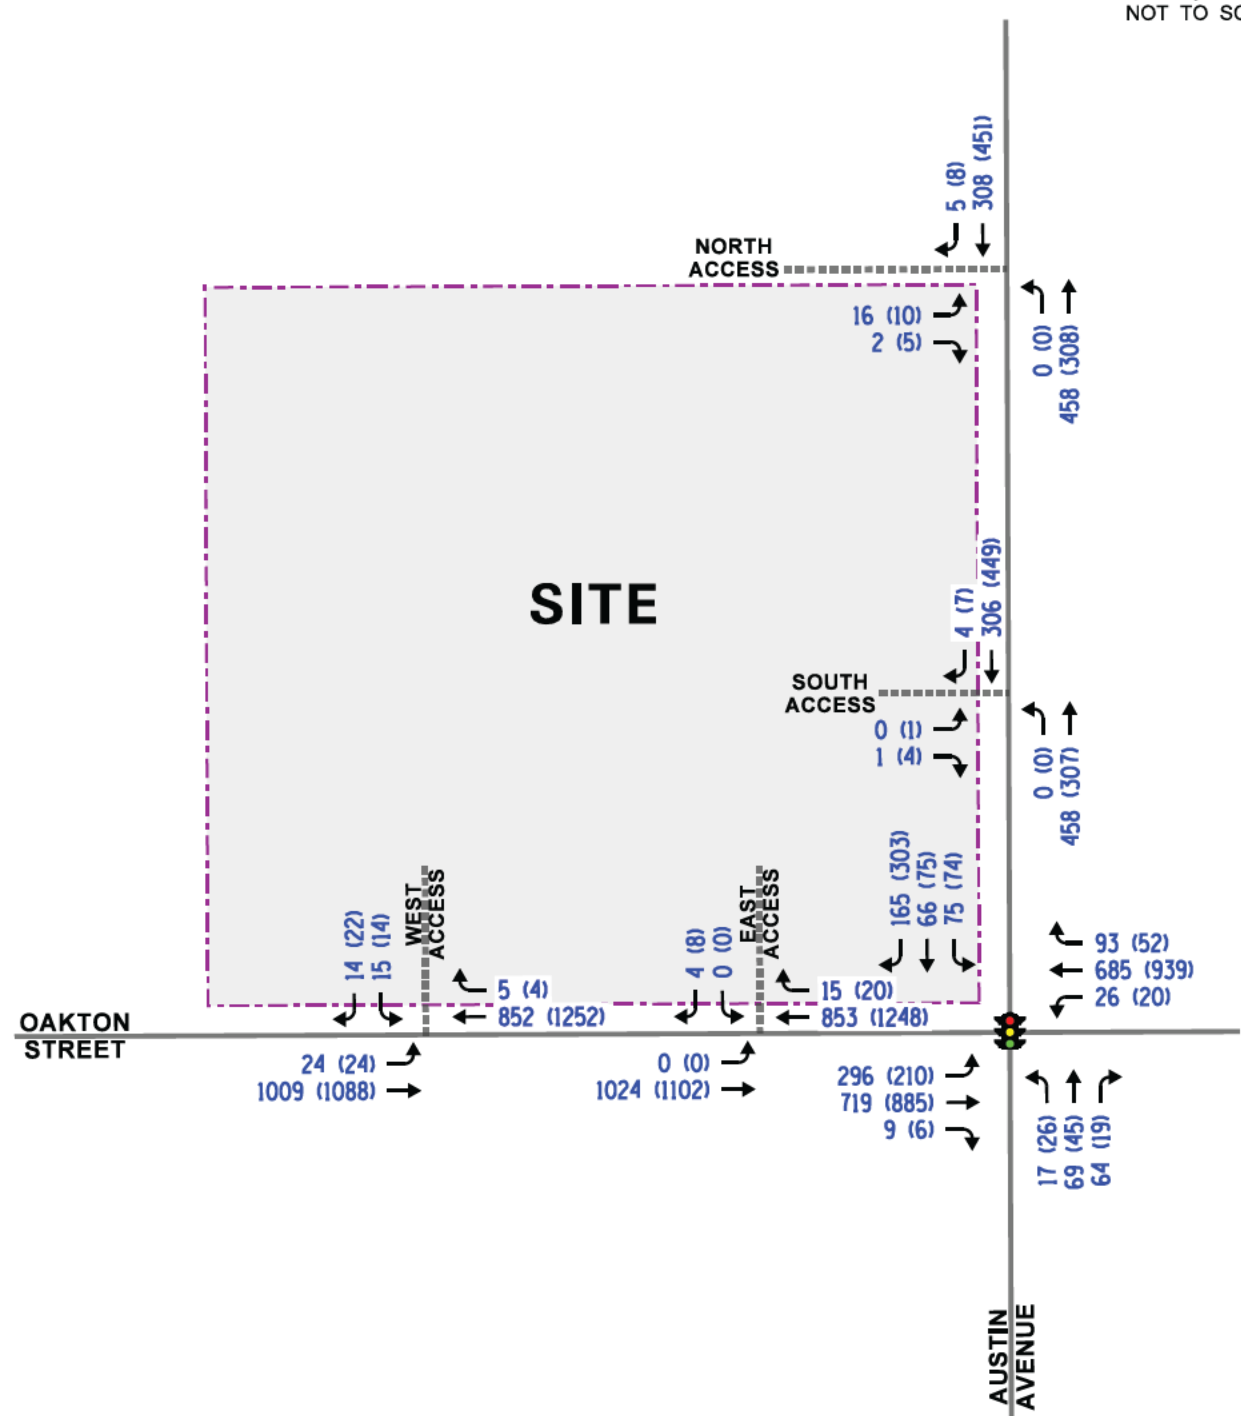 NOT TO SC
5 (8)
308 (451)
NORTH
ACCESS
16 (10)
2 (5)
0 (0)
458 (308)
SITE
4 (7)
306 (449)
SOUTH
ACCESS
0 (1)
1 (4)
0 (0)
458 (307)
165 (303)
66 (75)
75 (74)
WEST
ACCESS
EAST
ACCESS
14 (22)
15 (14)
4 (8)
0 (0)
93 (52)
685 (939)
26 (20)
5 (4)
852 (1252)
15 (20)
853 (1248)
OAKTON
STREET
24 (24)
1009 (1088)
0 (0)
1024 (1102)
296 (210)
719 (885)
9 (6)
17 (26)
69 (45)
64 (19)
AUSTIN
AVENUE